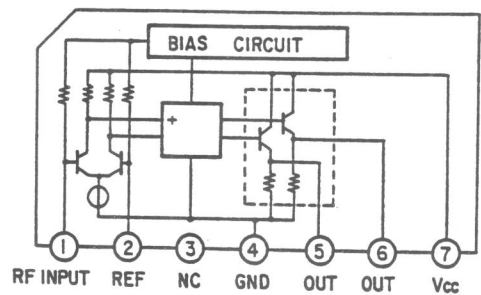 BIAS CIRCUIT
+
1 2 3 4 5 6 7
RF INPUT REF NC GND OUT OUT Vcc